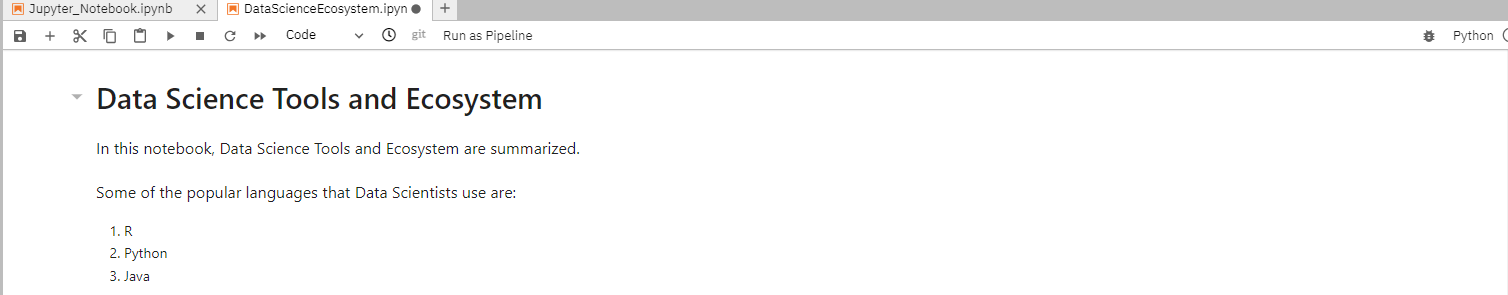 Jupyter_Notebook.ipynb DataScienceEcosystem.ipyn
Code git Run as Pipeline Python
Data Science Tools and Ecosystem
In this notebook, Data Science Tools and Ecosystem are summarized.
Some of the popular languages that Data Scientists use are:
1. R
2. Python
3. Java